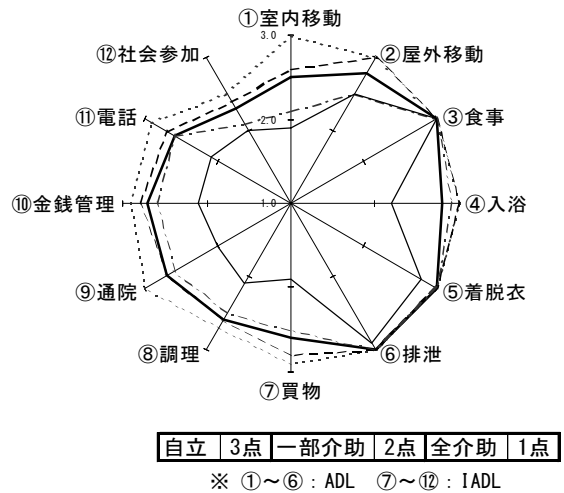 ①室内移動
3.0
⑫社会参加
②屋外移動
⑪電話
2.0
③食事
⑩金銭管理
1.0
④入浴
⑨通院
⑤着脱衣
⑧調理
⑥排泄
⑦買物
自立 3点 一部介助 2点 全介助 1点
※ ①～⑥：ADL ⑦～⑫：IADL